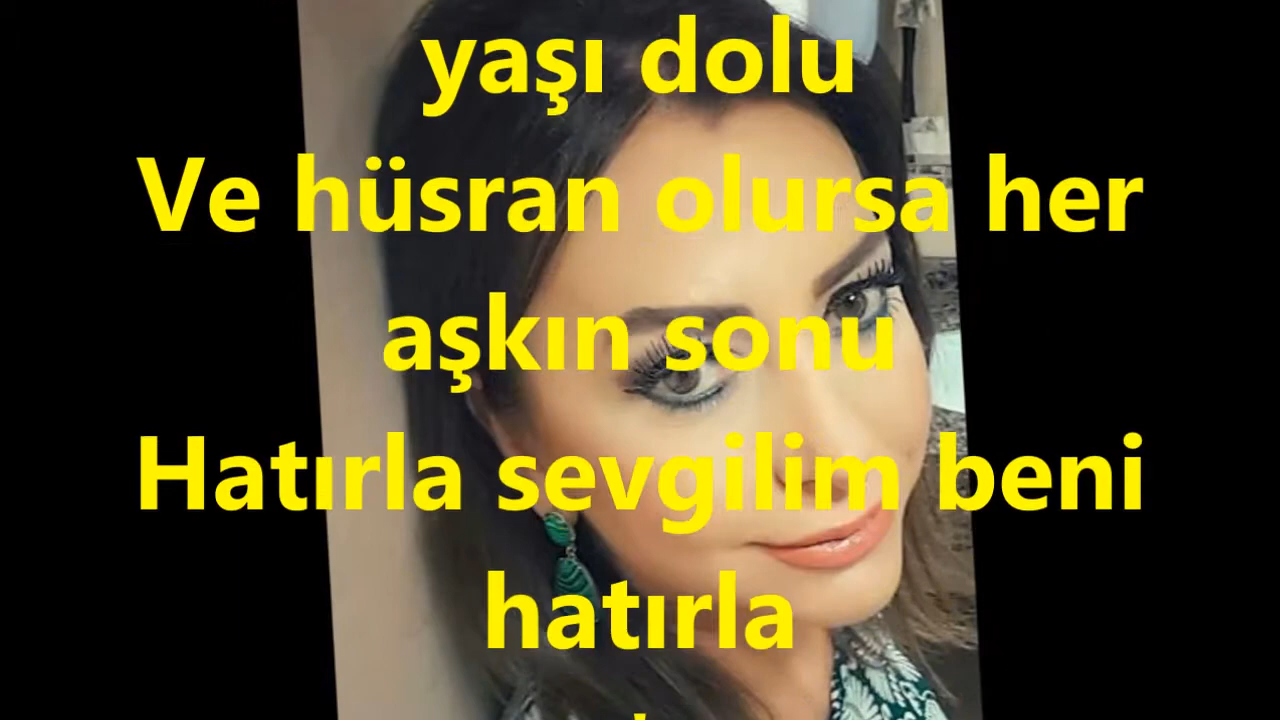 yaşı dolu
Ve hüsran olursa her
aşkın sonu
Hatırla sevgilim beni
hatırla